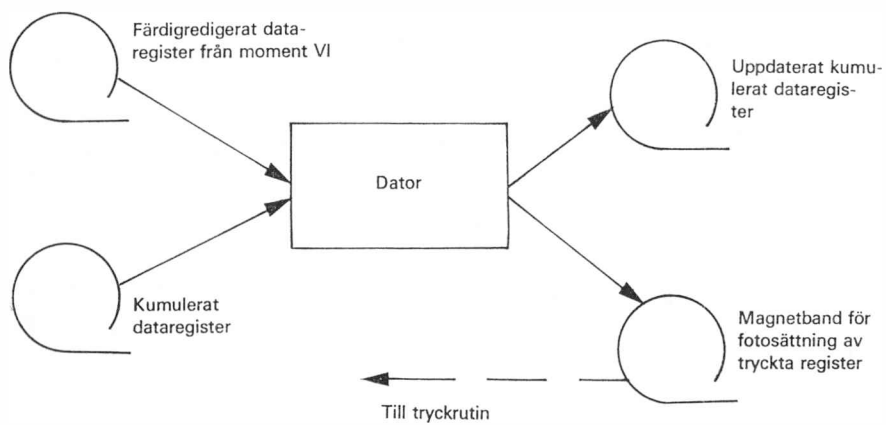 Färdigredigerat data-
register från moment VI
Uppdaterat kumu-
lerat dataregis-
ter
Dator
Kumulerat
dataregister
Magnetband för
fotosättning av
tryckta register
Till tryckrutin